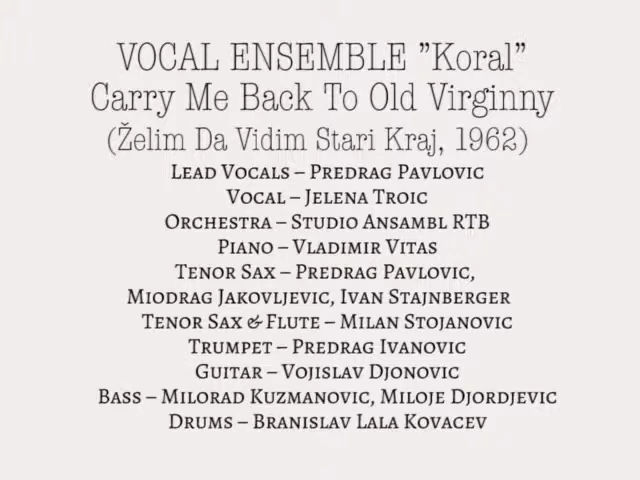 VOCAL ENSEMBLE ”Koral”
Carry Me Back To Old Virginny
(Želim Da Vidim Stari Kraj, 1962)
Lead Vocals – Predrag Pavlovic
Vocal – Jelena Troic
Orchestra – Studio Ansambl RTB
Piano – Vladimir Vitas
Tenor Sax – Predrag Pavlovic,
Miodrag Jakovljevic, Ivan Stajnberger
Tenor Sax & Flute – Milan Stojanovic
Trumpet – Predrag Ivanovic
Guitar – Vojislav Djonovic
Bass – Milorad Kuzmanovic, Miloje Djordjevic
Drums – Branislav Lala Kovacev